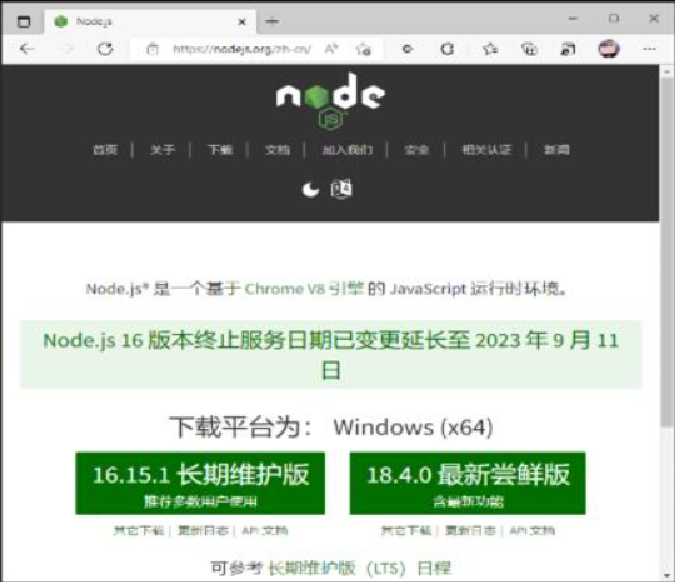 Node.js
https://nodejs.org/zh-cn/
node
JS
首页 | 关于 | 下载 | 文档 | 加入我们 | 安全 | 相关认证 | 新闻
Node.js® 是一个基于 Chrome V8 引擎 的 JavaScript 运行时环境。
Node.js 16 版本终止服务日期已变更延长至 2023 年 9 月 11
日
下载平台为： Windows (x64)
16.15.1 长期维护版 18.4.0 最新尝鲜版
推荐多数用户使用 含最新功能
其它下载 | 更新日志 | API 文档 其它下载 | 更新日志 | API 文档
可参考 长期维护版（LTS）日程